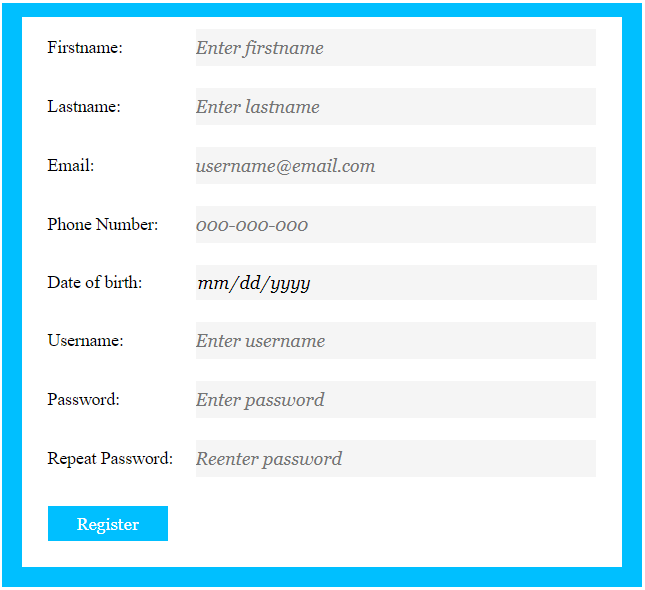 Firstname: Enter firstname
Lastname: Enter lastname
Email: username@email.com
Phone Number: 000-000-000
Date of birth: mm/dd/yyyy
Username: Enter username
Password: Enter password
Repeat Password: Reenter password
Register